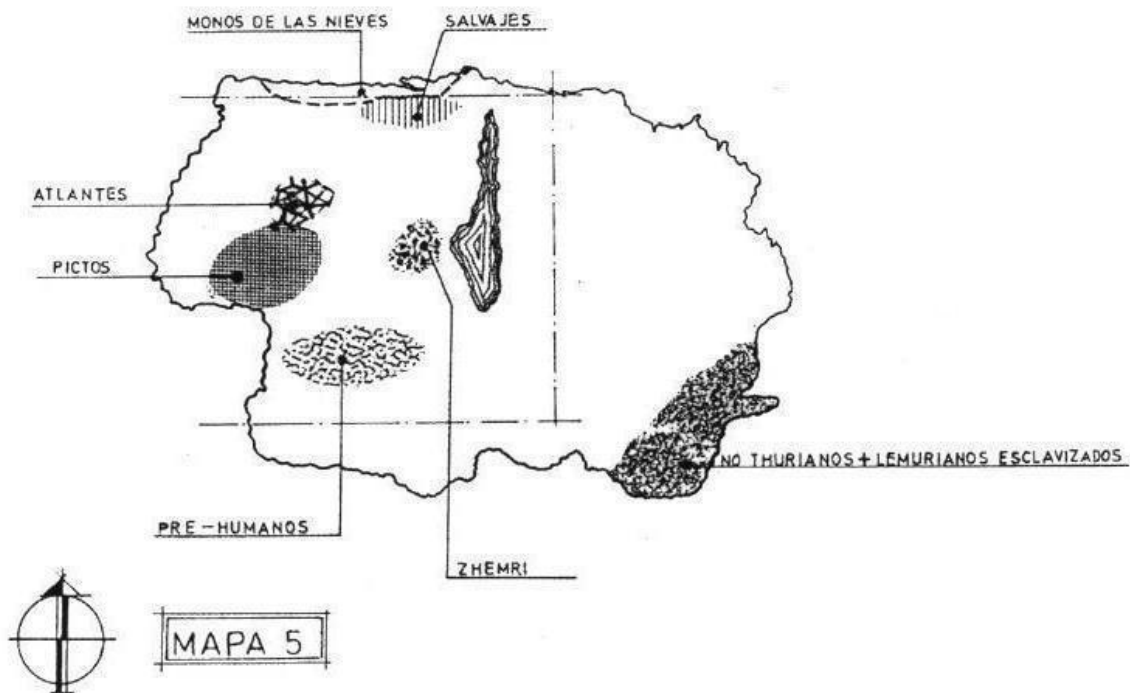 MONOS DE LAS NIEVES
SALVAJES
ATLANTES
PICTOS
NO THURIANOS + LEMURIANOS ESCLAVIZADOS
PRE-HUMANOS
ZHEMRI
MAPA 5